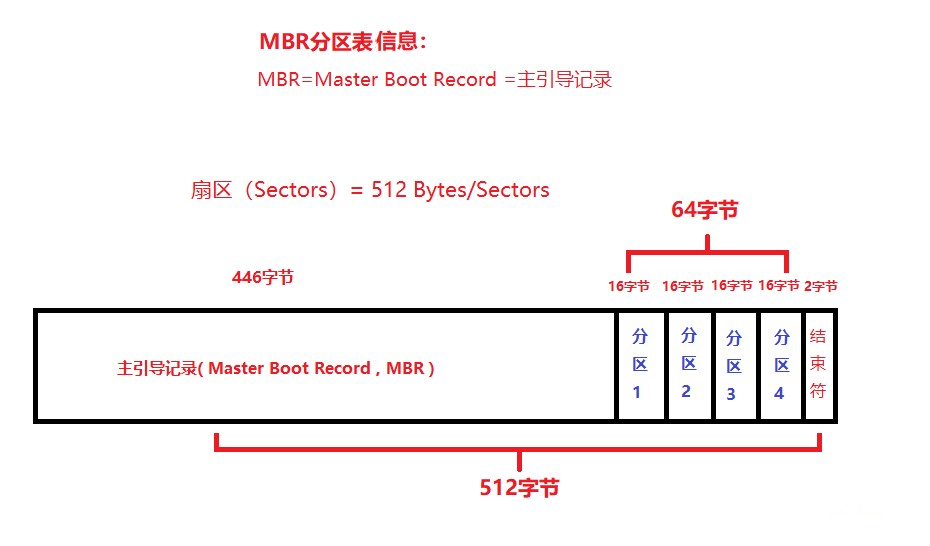 MBR分区表信息：
MBR=Master Boot Record =主引导记录
扇区（Sectors）= 512 Bytes/Sectors
64字节
446字节
16字节 16字节 16字节 16字节 2字节
主引导记录( Master Boot Record , MBR )
分区1
分区2
分区3
分区4
结束符
512字节